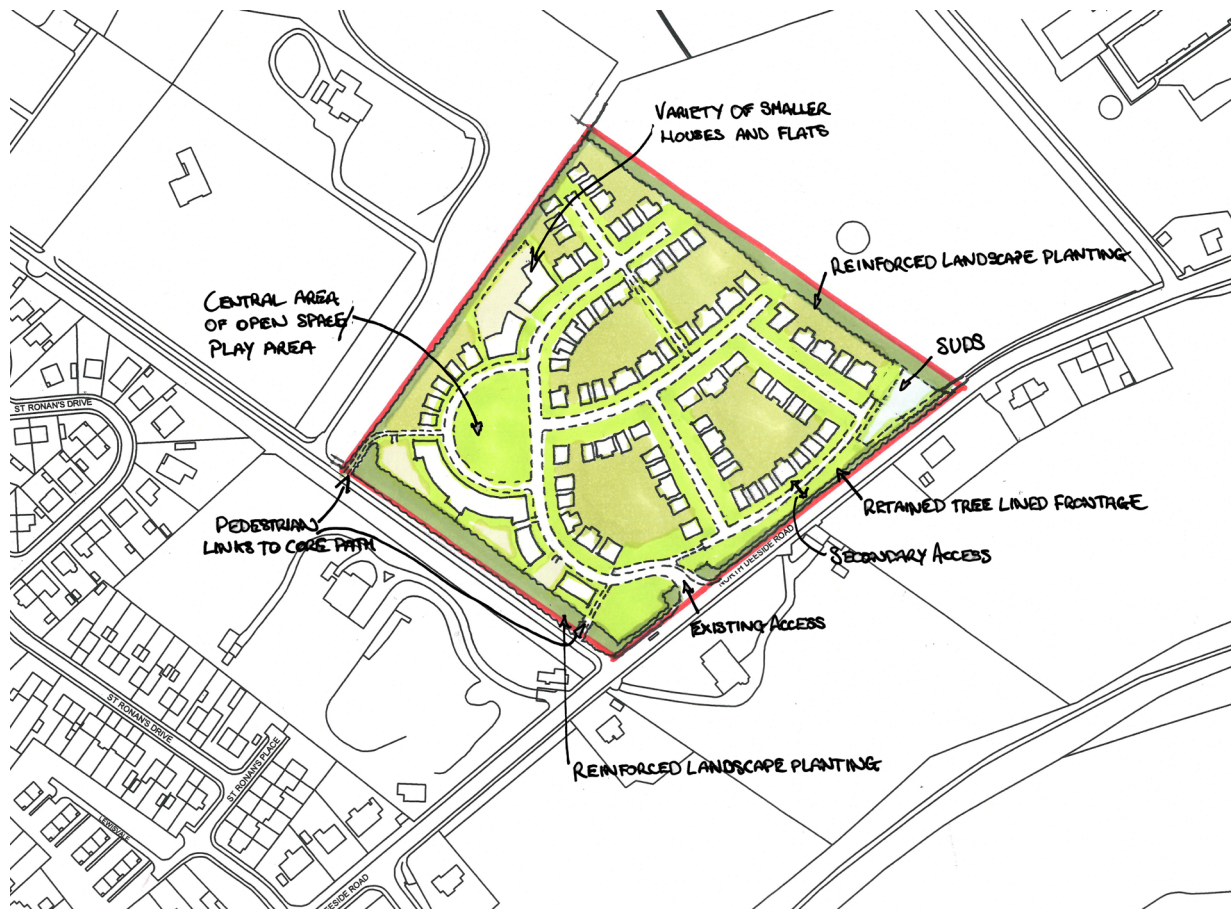 VARIETY OF SMALLER
HOUSES AND FLATS
REINFORCED LANDSCAPE PLANTING
CENTRAL AREA
OF OPEN SPACE
PLAY AREA
SUDS
ST RONAN'S DRIVE
RETAINED TREE LINED FRONTAGE
PEDESTRIAN
LINKS TO CORE PATH
SECONDARY ACCESS
NORTH DEESIDE ROAD
EXISTING ACCESS
ST RONAN'S DRIVE
ST RONAN'S PLACE
REINFORCED LANDSCAPE PLANTING
LEWISVALE
EESIDE ROAD